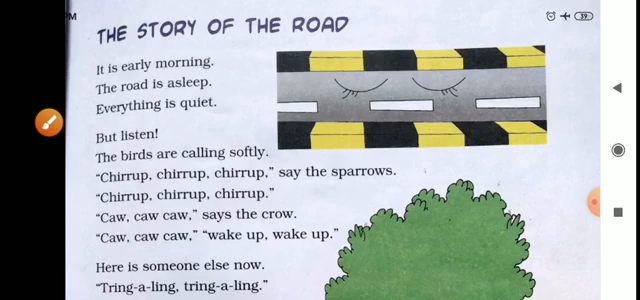 PM
39
THE STORY OF THE ROAD
It is early morning.
The road is asleep.
Everything is quiet.
But listen!
The birds are calling softly.
“Chirrup, chirrup, chirrup,” say the sparrows.
“Chirrup, chirrup, chirrup.”
“Caw, caw caw,” says the crow.
“Caw, caw caw,” “wake up, wake up.”
Here is someone else now.
“Tring-a-ling, tring-a-ling.”